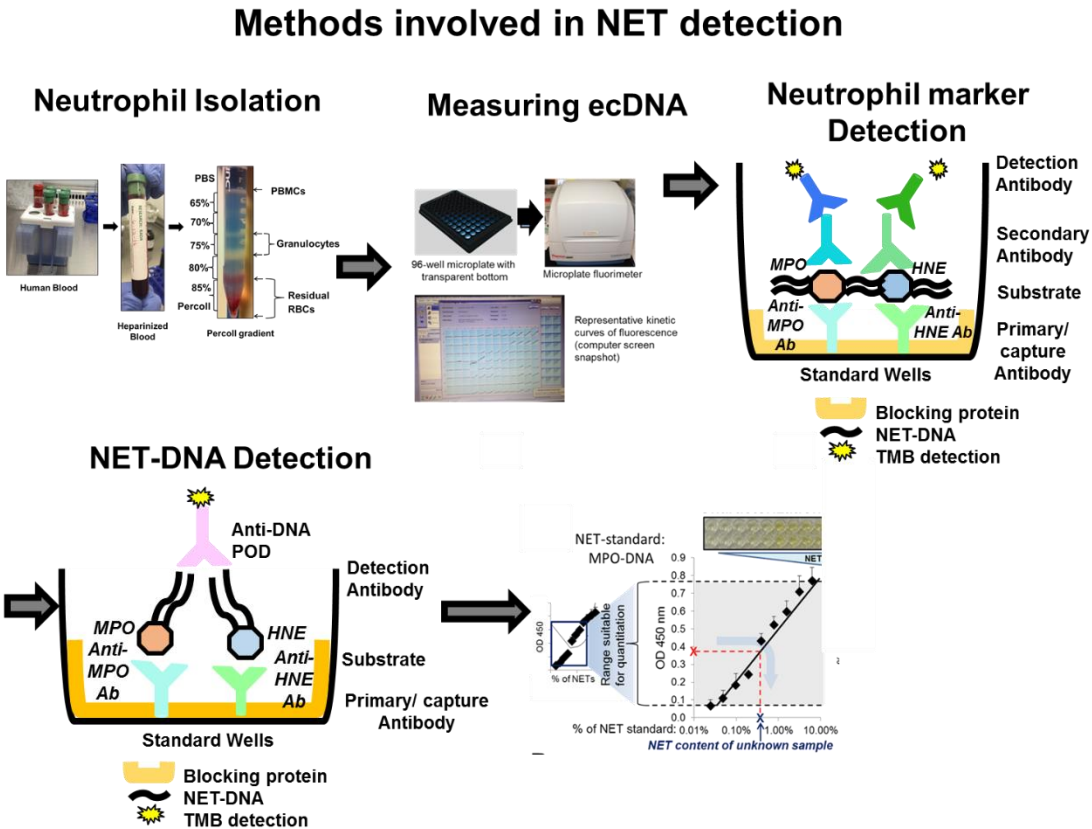 Methods involved in NET detection
Neutrophil Isolation
PBS
65%
70%
75%
80%
85%
Percoll
PBMCs
Granulocytes
Residual
RBCs
Human Blood
Heparinized
Blood
Percoll gradient
Measuring ecDNA
96-well microplate with
transparent bottom
Microplate fluorimeter
Representative kinetic
curves of fluorescence
(computer screen
snapshot)
Neutrophil marker
Detection
Detection
Antibody
Secondary
Antibody
MPO
HNE
Substrate
Anti-
MPO
Ab
Anti-
HNE Ab
Primary/
capture
Antibody
Standard Wells
Blocking protein
NET-DNA
TMB detection
NET-DNA Detection
Anti-DNA
POD
Detection
Antibody
MPO
HNE
Anti-
MPO
Ab
Anti-
HNE
Ab
Substrate
Primary/ capture
Antibody
Standard Wells
Blocking protein
NET-DNA
TMB detection
NET-standard:
MPO-DNA
NET
OD 450
% of NETs
Range suitable
for quantitation
OD 450 nm
0.9
0.8
0.7
0.6
0.5
0.4
0.3
0.2
0.1
0.0
X
X
0.01%
0.10%
1.00%
10.00%
% of NET standard:
NET content of unknown sample